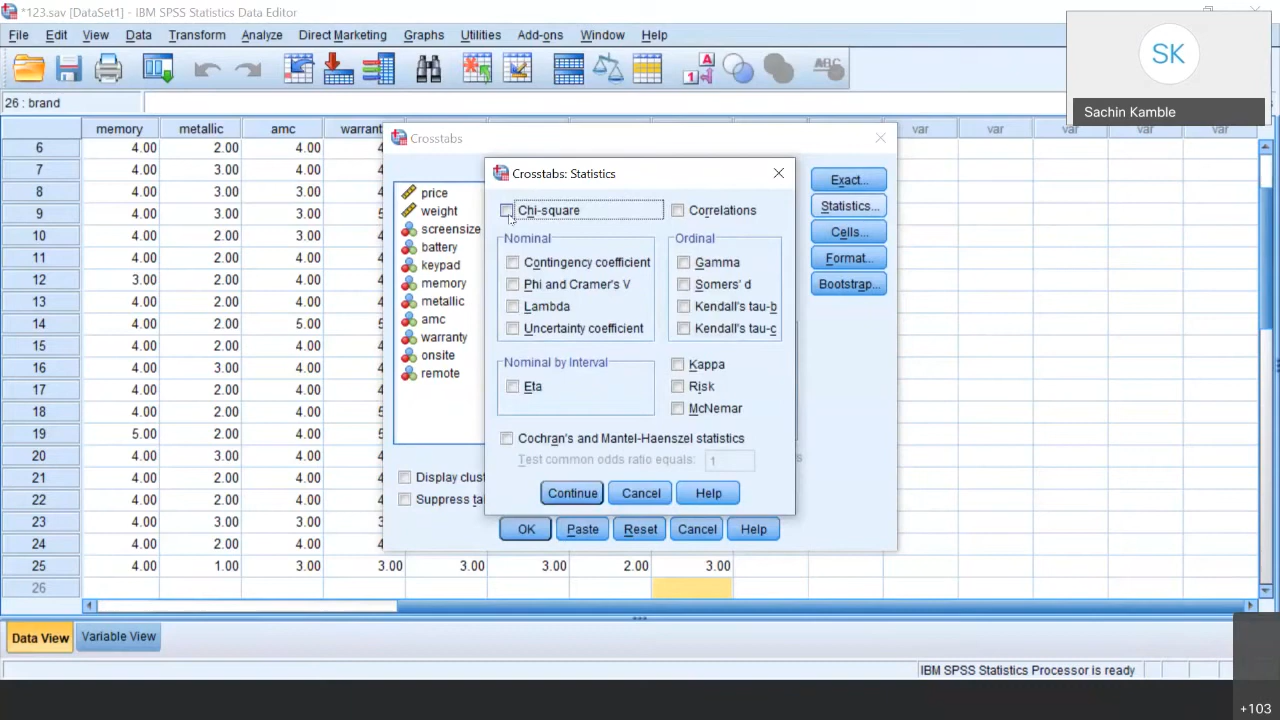 *123.sav [DataSet1] - IBM SPSS Statistics Data Editor
File Edit View Data Transform Analyze Direct Marketing Graphs Utilities Add-ons Window Help
SK
Sachin Kamble
26 : brand
memory metallic amc warrant var var var var var
Crosstabs
6 4.00 2.00 4.00
7 4.00 3.00 4.00
8 4.00 3.00 3.00
9 4.00 3.00 3.00
10 4.00 2.00 3.00
11 4.00 2.00 4.00
12 3.00 2.00 4.00
13 4.00 2.00 4.00
14 4.00 2.00 5.00
15 4.00 2.00 4.00
16 4.00 3.00 4.00
17 4.00 2.00 4.00
18 4.00 2.00 4.00
19 5.00 2.00 4.00
20 4.00 3.00 4.00
21 4.00 2.00 4.00
22 4.00 2.00 4.00
23 4.00 3.00 3.00
24 4.00 2.00 4.00
25 4.00 1.00 3.00 3.00 3.00 3.00 2.00 3.00
26
price
weight
screensize
battery
keypad
memory
metallic
amc
warranty
onsite
remote
Display clust
Suppress ta
Crosstabs: Statistics
Chi-square Correlations
Nominal Ordinal
Contingency coefficient Gamma
Phi and Cramer's V Somers' d
Lambda Kendall's tau-b
Uncertainty coefficient Kendall's tau-c
Nominal by Interval Kappa
Eta Risk
McNemar
Cochran's and Mantel-Haenszel statistics
Test common odds ratio equals: 1
Continue Cancel Help
Exact...
Statistics...
Cells...
Format...
Bootstrap...
OK Paste Reset Cancel Help
Data View Variable View
IBM SPSS Statistics Processor is ready
+103